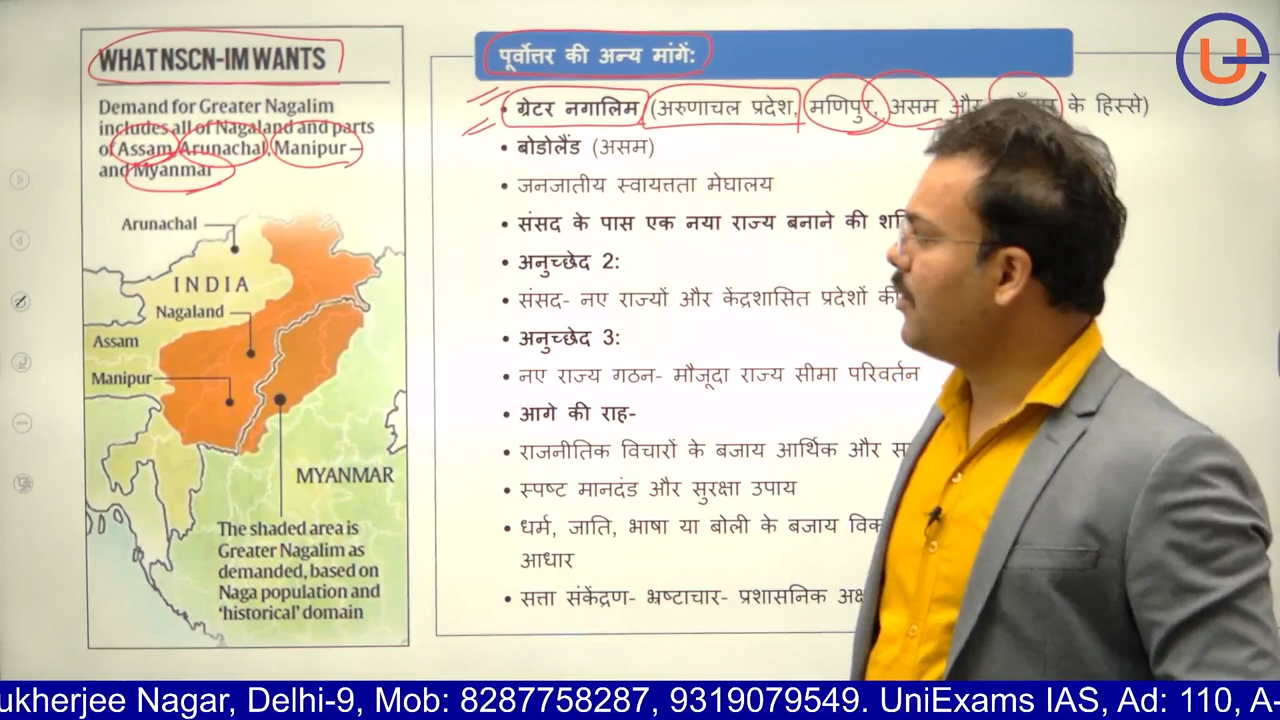 WHAT NSCN-IM WANTS
Demand for Greater Nagalim
includes all of Nagaland and parts
of Assam, Arunachal, Manipur –
and Myanmar
Arunachal
INDIA
Nagaland
Assam
Manipur
MYANMAR
The shaded area is
Greater Nagalim as
demanded, based on
Naga population and
‘historical’ domain
पूर्वोत्तर की अन्य मांगें:
• ग्रेटर नगालिम (अरुणाचल प्रदेश, मणिपुर, असम और के हिस्से)
• बोडोलैंड (असम)
• जनजातीय स्वायत्तता मेघालय
• संसद के पास एक नया राज्य बनाने की
• अनुच्छेद 2:
• संसद- नए राज्यों और केंद्रशासित प्रदेशों की
• अनुच्छेद 3:
• नए राज्य गठन- मौजूदा राज्य सीमा परिवर्तन
• आगे की राह-
• राजनीतिक विचारों के बजाय आर्थिक और
• स्पष्ट मानदंड और सुरक्षा उपाय
• धर्म, जाति, भाषा या बोली के बजाय
आधार
• सत्ता संकेंद्रण- भ्रष्टाचार- प्रशासनिक
U
ukherjee Nagar, Delhi-9, Mob: 8287758287, 9319079549. UniExams IAS, Ad: 110, A-